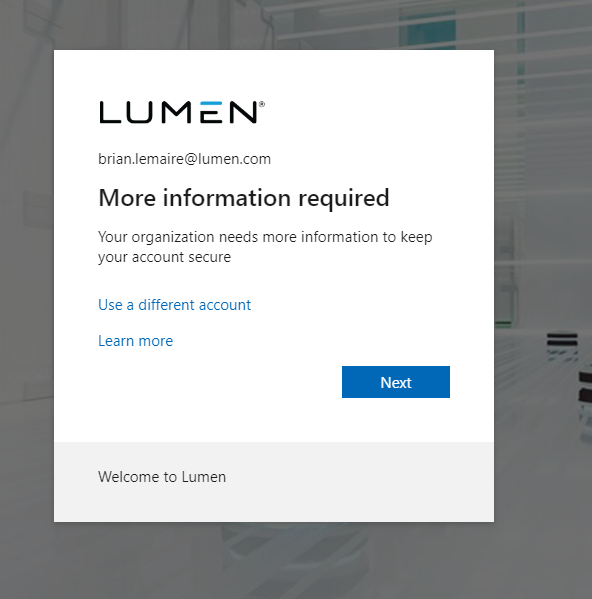 LUMEN®
brian.lemaire@lumen.com
More information required
Your organization needs more information to keep
your account secure
Use a different account
Learn more
Next
Welcome to Lumen